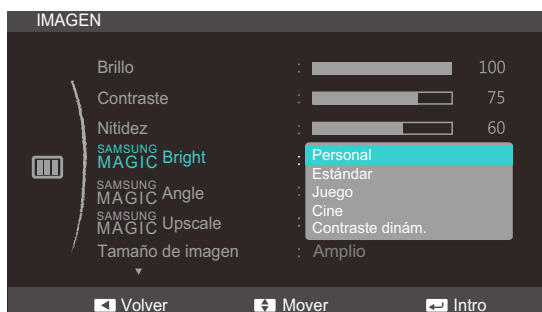 IMAGEN
Brillo : 100
Contraste : 75
Nitidez : 60
SAMSUNG MAGIC Bright : Personal
Estándar
SAMSUNG MAGIC Angle : Juego
Cine
SAMSUNG MAGIC Upscale : Contraste dinám.
Tamaño de imagen : Amplio
Volver Mover Intro